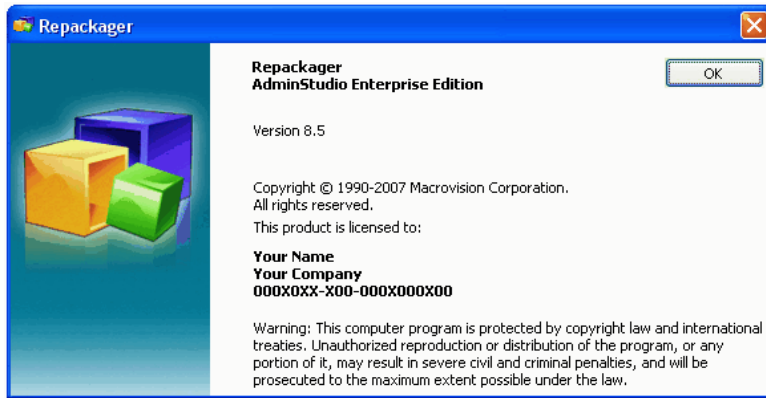 Repackager
Repackager
AdminStudio Enterprise Edition
OK
Version 8.5
Copyright © 1990-2007 Macrovision Corporation.
All rights reserved.
This product is licensed to:
Your Name
Your Company
000X0XX-X00-000X000X00
Warning: This computer program is protected by copyright law and international
treaties. Unauthorized reproduction or distribution of the program, or any
portion of it, may result in severe civil and criminal penalties, and will be
prosecuted to the maximum extent possible under the law.